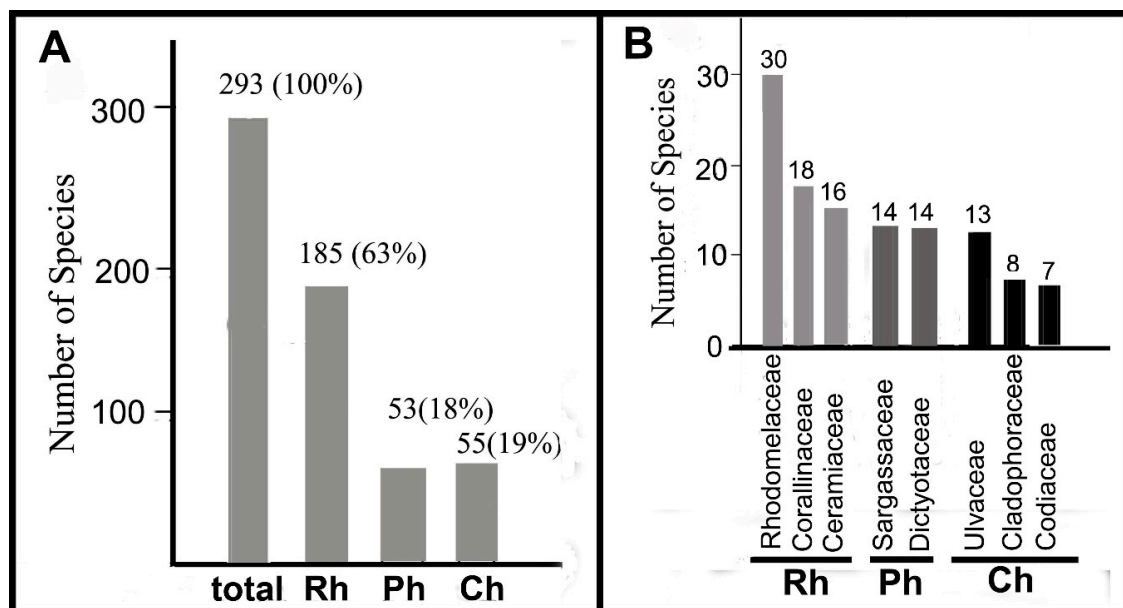 A
Number of Species
300
200
100
293 (100%)
185 (63%)
53(18%)
55(19%)
total Rh Ph Ch
B
Number of Species
30
20
10
0
30
18
16
14
14
13
8
7
Rhodomelaceae
Corallinaceae
Ceramiaceae
Sargassaceae
Dictyotaceae
Ulvaceae
Cladophoraceae
Codiaceae
Rh Ph Ch